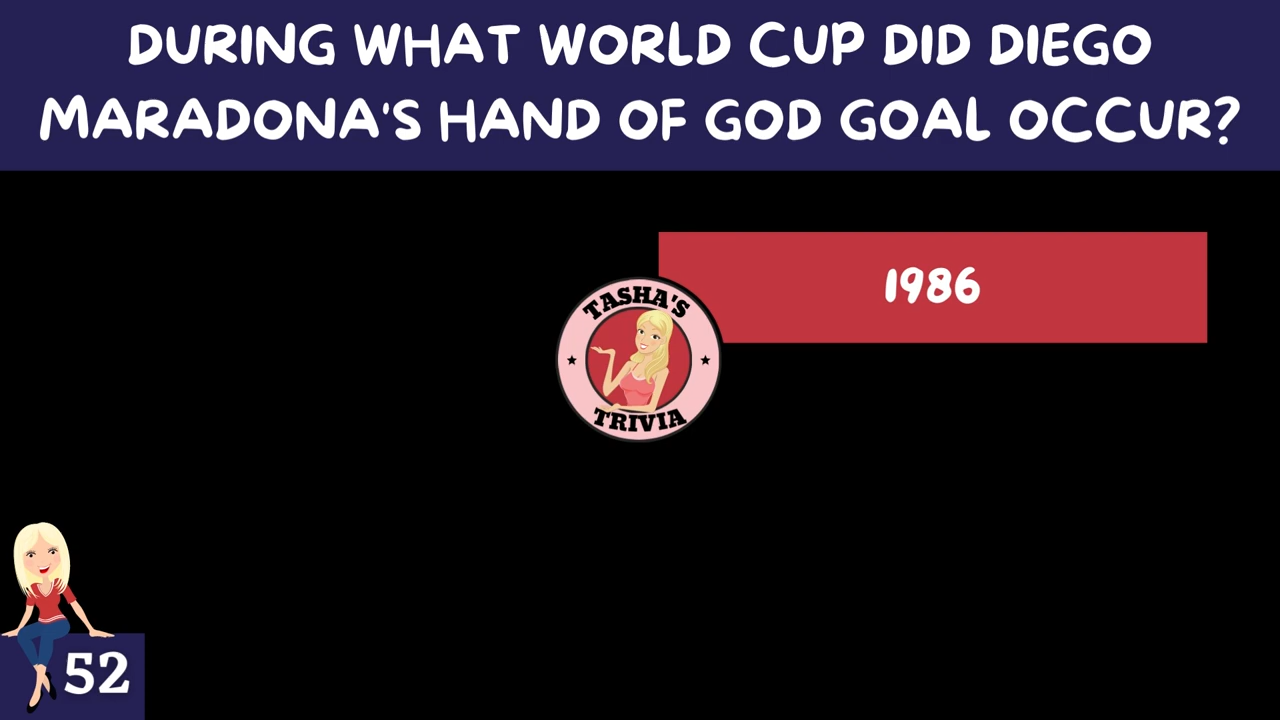 DURING WHAT WORLD CUP DID DIEGO
MARADONA'S HAND OF GOD GOAL OCCUR?
1986
TASHA'S
TRIVIA
52